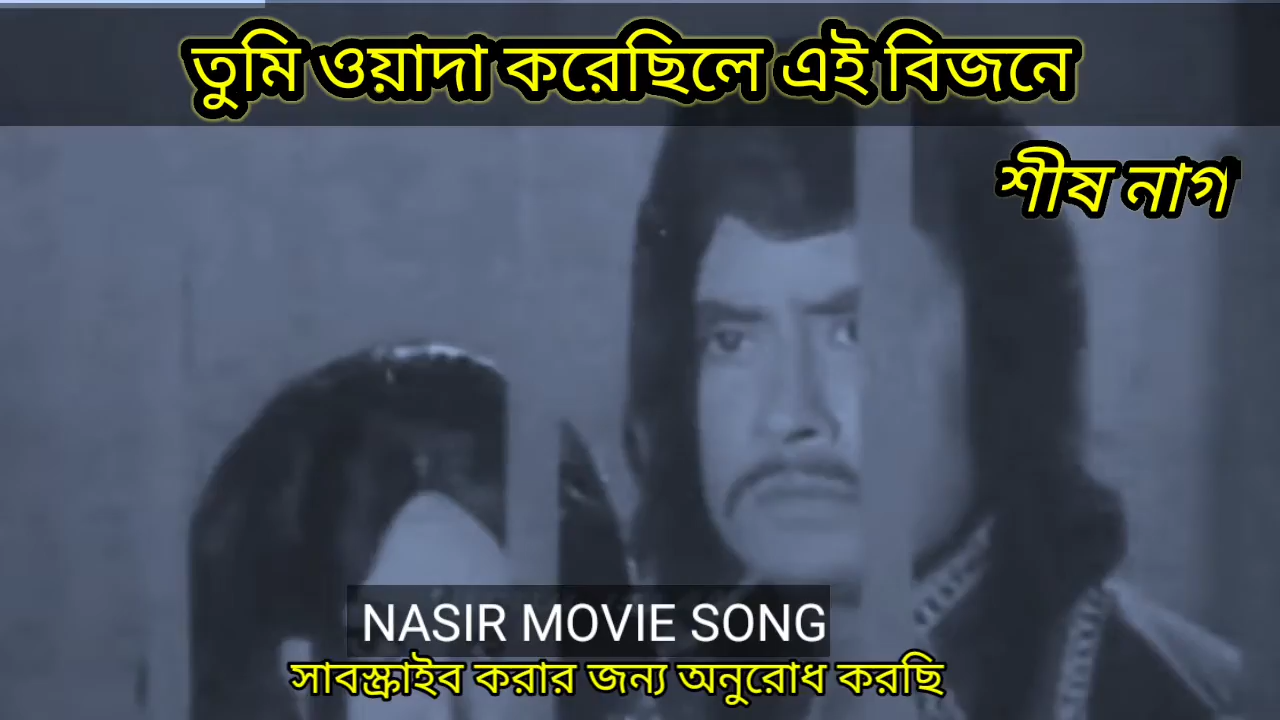 তুমি ওয়াদা করেছিলে এই বিজনে
শীষ নাগ
NASIR MOVIE SONG
সাবস্ক্রাইব করার জন্য অনুরোধ করছি